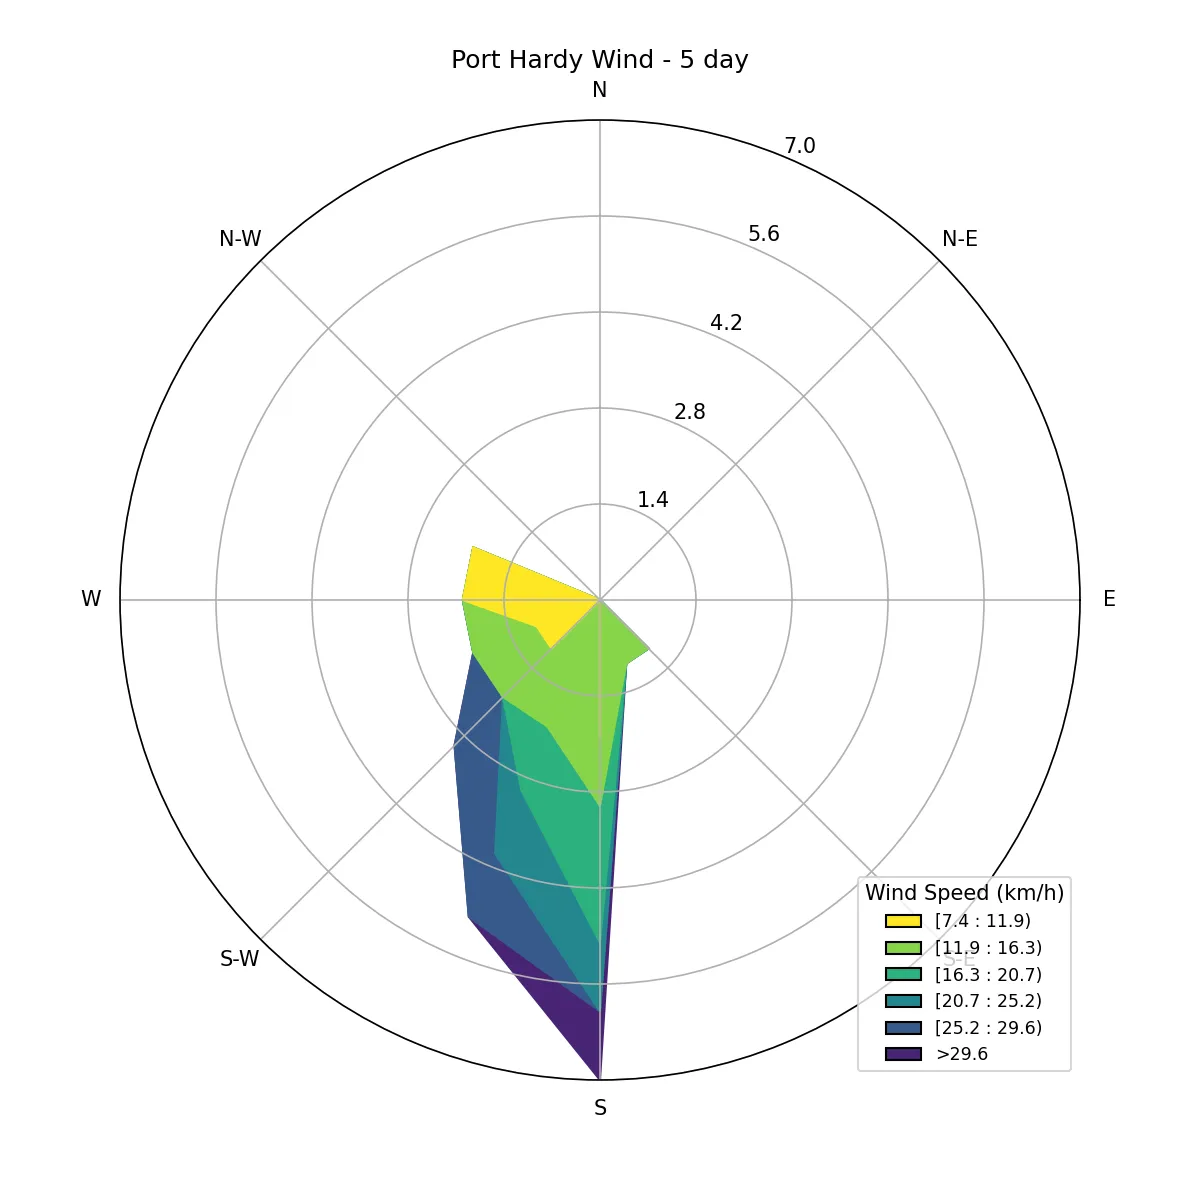 Port Hardy Wind - 5 day
N
7.0
5.6
N-W
N-E
4.2
2.8
1.4
W
E
Wind Speed (km/h)
[7.4 : 11.9)
[11.9 : 16.3)
S-W
S-E
[16.3 : 20.7)
[20.7 : 25.2)
[25.2 : 29.6)
>29.6
S